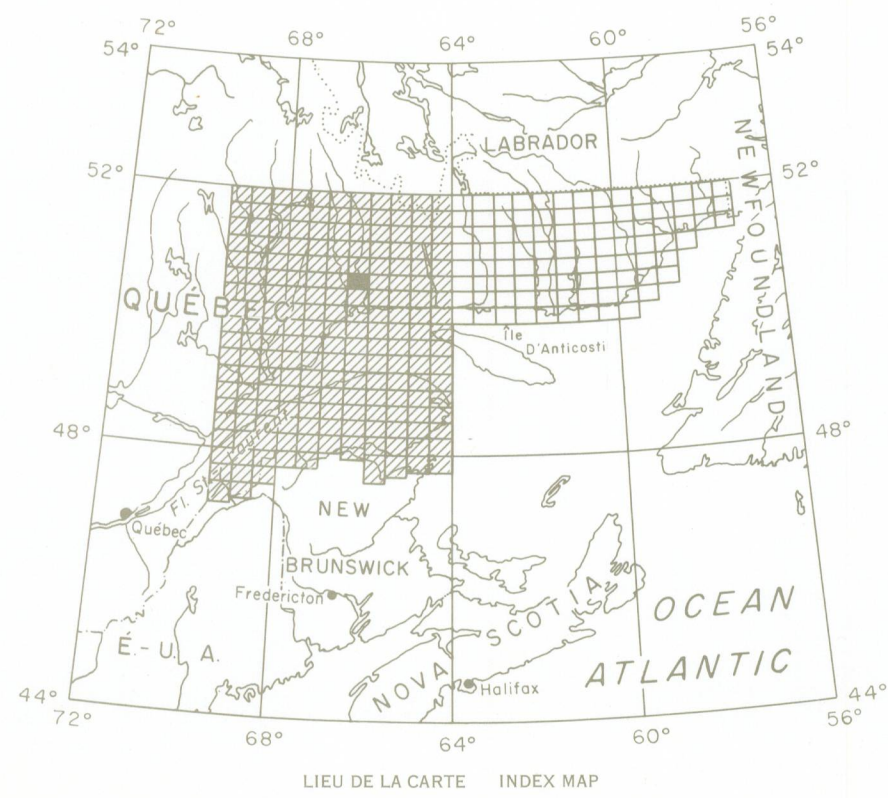 72°
68°
64°
60°
56°
54°
54°
LABRADOR
52°
52°
NEWFOUNDLAND
QUÉBEC
Île
D'Anticosti
48°
48°
Fl. St Laurent
Québec
NEW
BRUNSWICK
Fredericton
OCEAN
ATLANTIC
É.-U. A.
NOVA SCOTIA
Halifax
44°
44°
72°
68°
64°
60°
56°
LIEU DE LA CARTE INDEX MAP